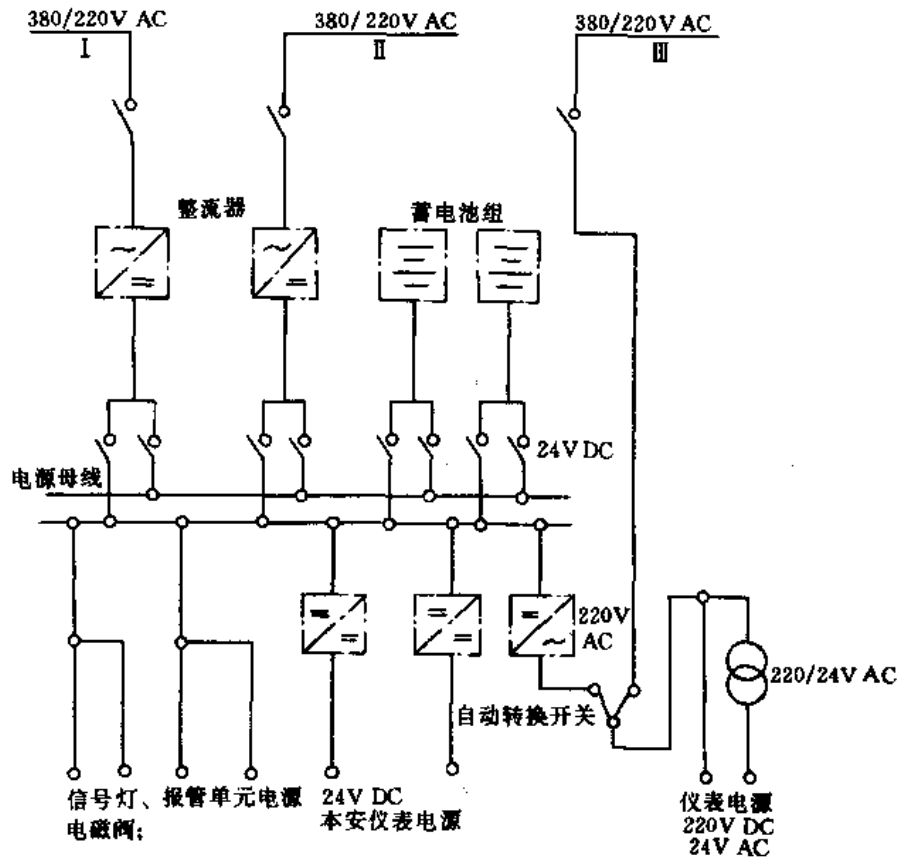 380/220V AC
I
380/220V AC
II
380/220V AC
III
整流器
蓄电池组
24V DC
电源母线
220V
AC
220/24V AC
自动转换开关
信号灯、报管单元电源
电磁阀;
24V DC
本安仪表电源
仪表电源
220V DC
24V AC